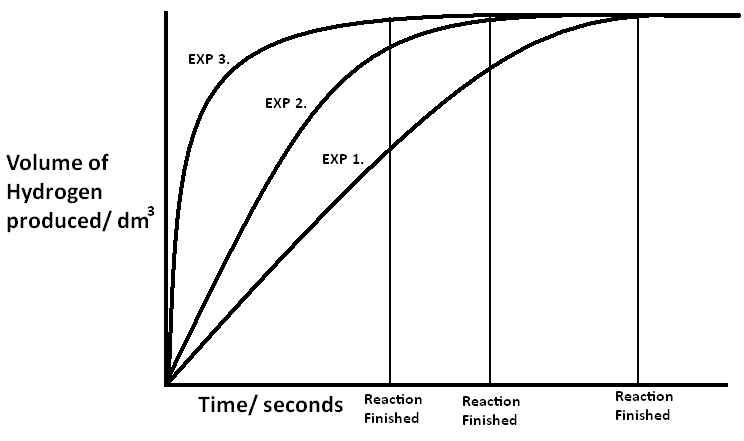 EXP 3.
EXP 2.
EXP 1.
Volume of
Hydrogen
produced/ dm³
Time/ seconds
Reaction
Finished
Reaction
Finished
Reaction
Finished